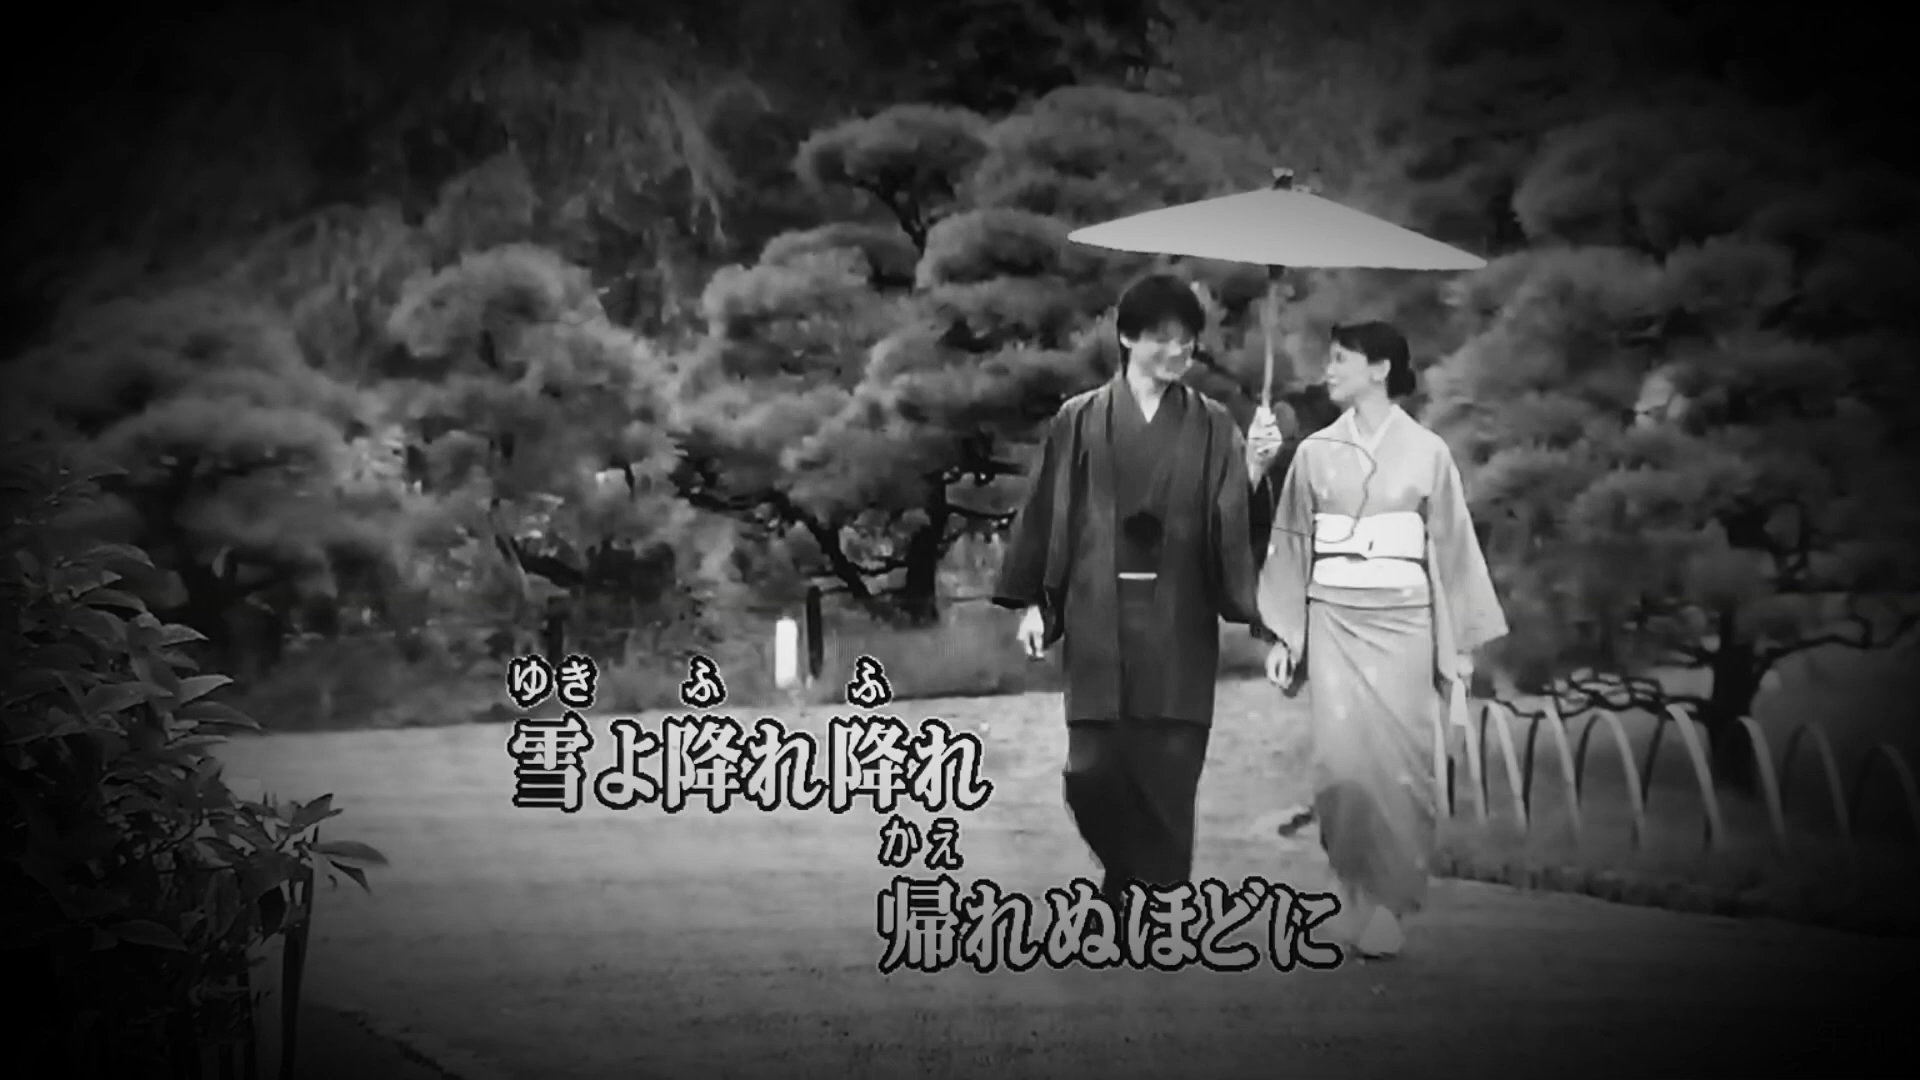 ゆき ふ ふ
雪よ降れ降れ
かえ
帰れぬほどに